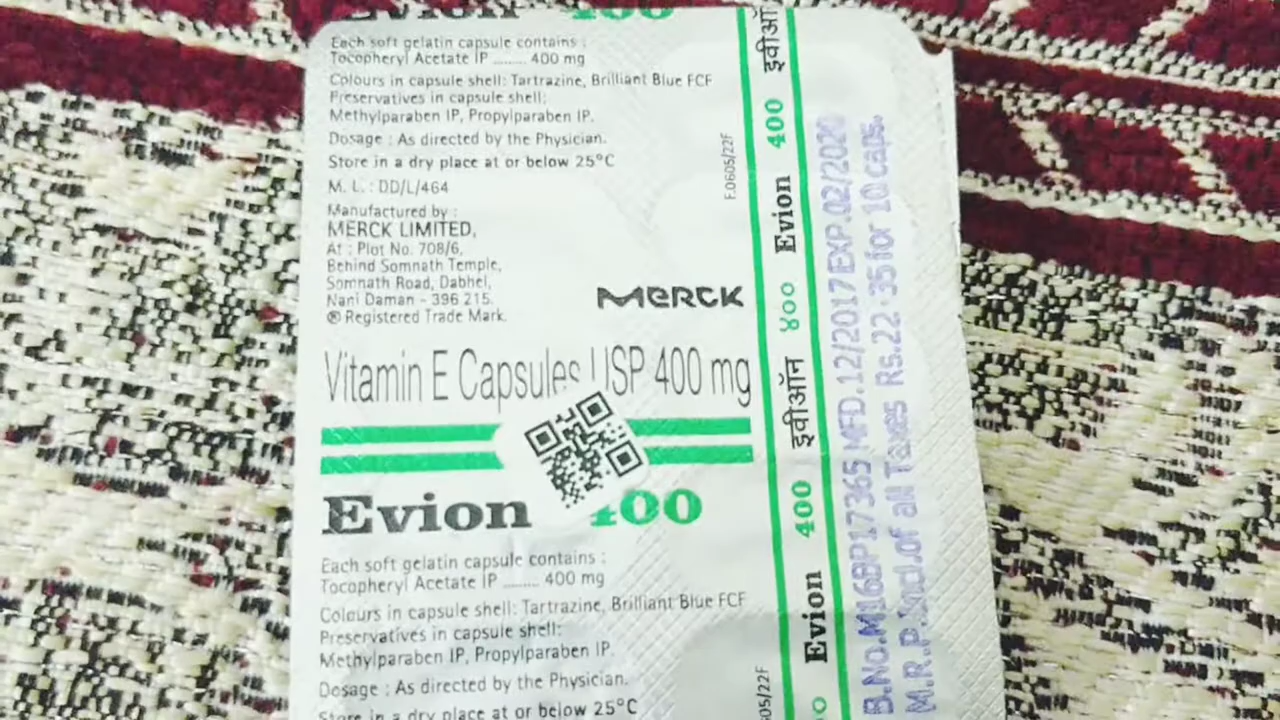 Evion 400
Each soft gelatin capsule contains :
Tocopheryl Acetate IP ......... 400 mg
Colours in capsule shell: Tartrazine, Brilliant Blue FCF
Preservatives in capsule shell:
Methylparaben IP, Propylparaben IP.
Dosage : As directed by the Physician.
Store in a dry place at or below 25°C
M. L. : DD/L/464
Manufactured by :
MERCK LIMITED,
At : Plot No. 708/6,
Behind Somnath Temple,
Somnath Road, Dabhel,
Nani Daman - 396 215.
® Registered Trade Mark.
MERCK
Vitamin E Capsules USP 400 mg
Evion 400
Each soft gelatin capsule contains :
Tocopheryl Acetate IP ......... 400 mg
Colours in capsule shell: Tartrazine, Brilliant Blue FCF
Preservatives in capsule shell:
Methylparaben IP, Propylparaben IP.
Dosage : As directed by the Physician.
Store in a dry place at or below 25°C
F.0605/22F
05/22F
Evion 400 इवीऑन ४०० Evion 400
B.No.M16BP17365 MFD.12/2017 EXP.02/2020
M.R.P.Incl.of all Taxes Rs.22.35 for 10 caps.